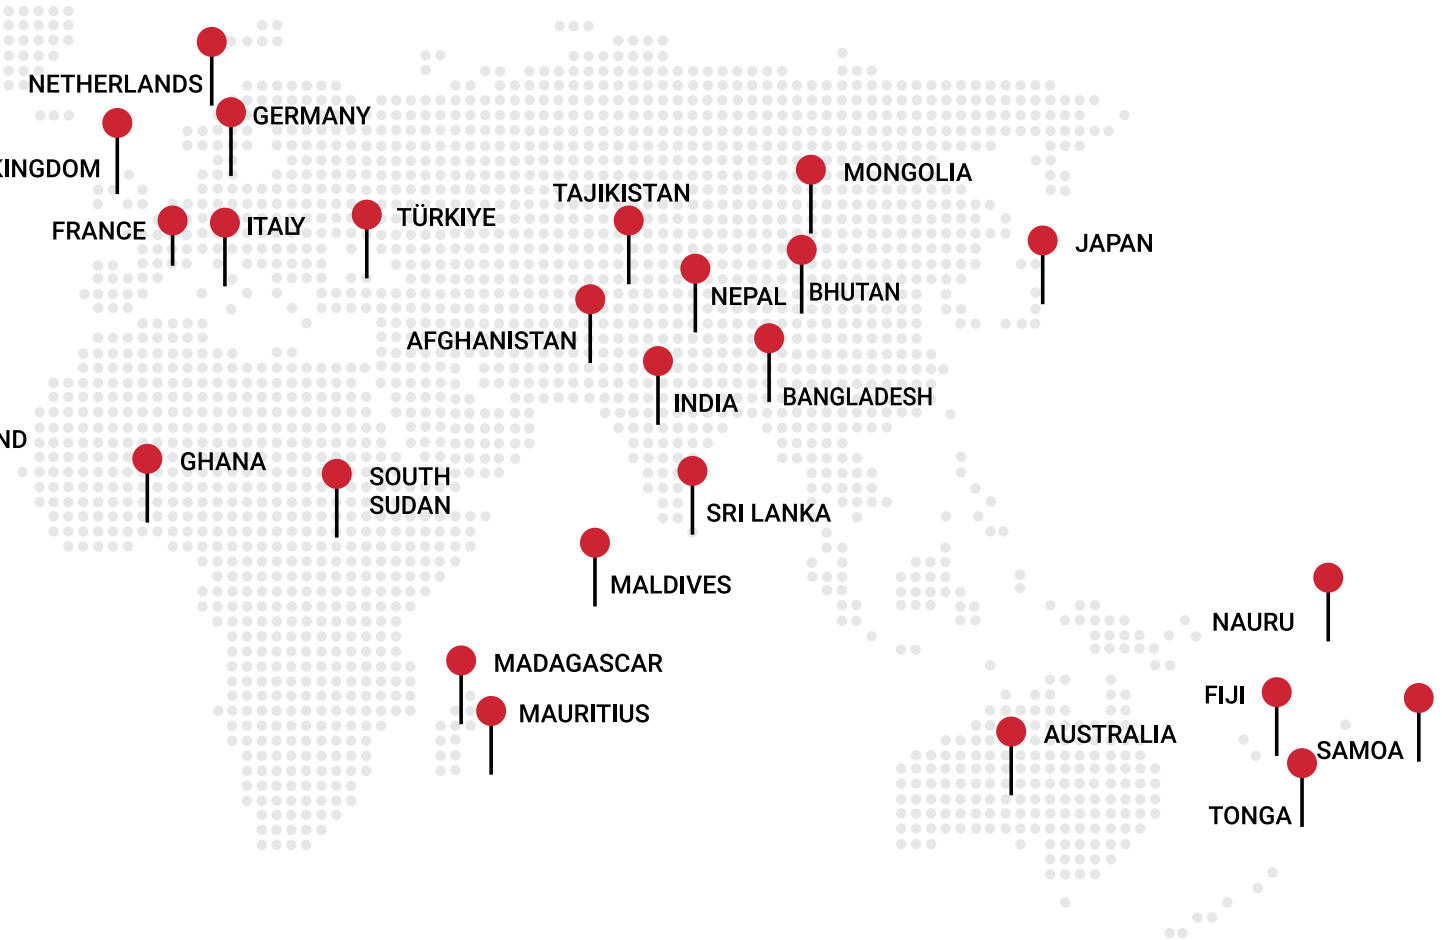 NETHERLANDS
GERMANY
KINGDOM
MONGOLIA
TAJIKISTAN
FRANCE
ITALY
TÜRKIYE
JAPAN
NEPAL
BHUTAN
AFGHANISTAN
INDIA
BANGLADESH
ND
GHANA
SOUTH
SUDAN
SRI LANKA
MALDIVES
NAURU
MADAGASCAR
FIJI
MAURITIUS
AUSTRALIA
SAMOA
TONGA